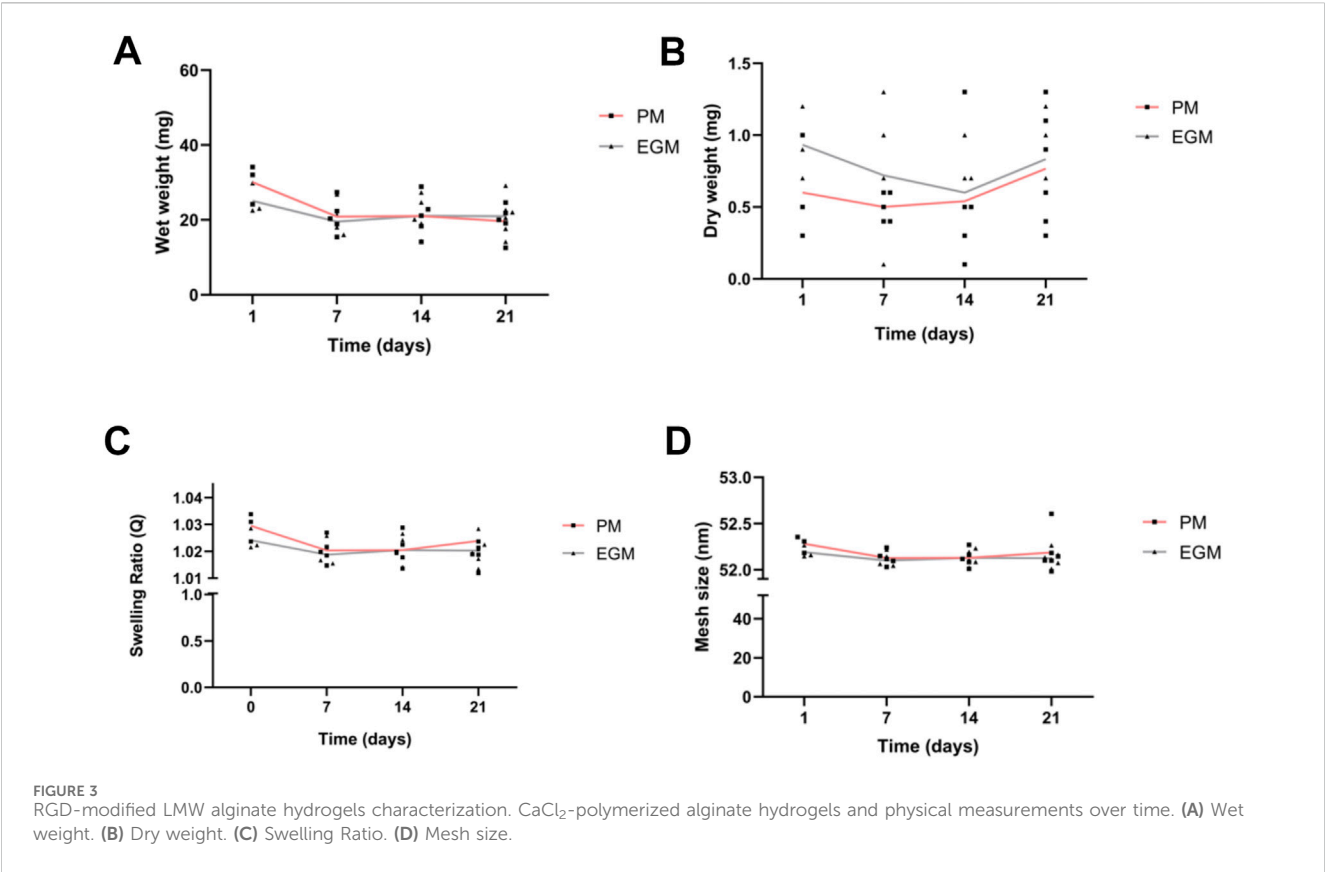 A
60
40
20
0
Wet weight (mg)
1
7
14
21
Time (days)
PM
EGM
B
1.5
1.0
0.5
0.0
Dry weight (mg)
1
7
14
21
Time (days)
PM
EGM
C
1.04
1.03
1.02
1.01
1.0
0.5
0.0
Swelling Ratio (Q)
0
7
14
21
Time (days)
PM
EGM
D
53.0
52.5
52.0
40
20
0
Mesh size (nm)
1
7
14
21
Time (days)
PM
EGM
FIGURE 3
RGD-modified LMW alginate hydrogels characterization. CaCl₂-polymerized alginate hydrogels and physical measurements over time. (A) Wet
weight. (B) Dry weight. (C) Swelling Ratio. (D) Mesh size.